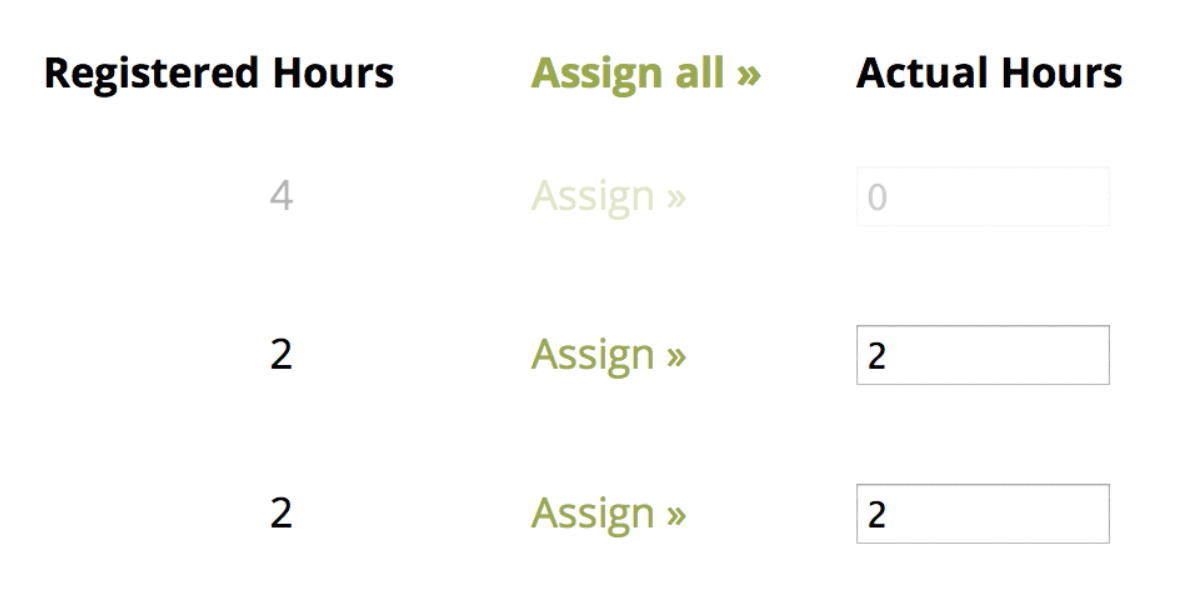 Registered Hours Assign all » Actual Hours
4 Assign » 0
2 Assign » 2
2 Assign » 2